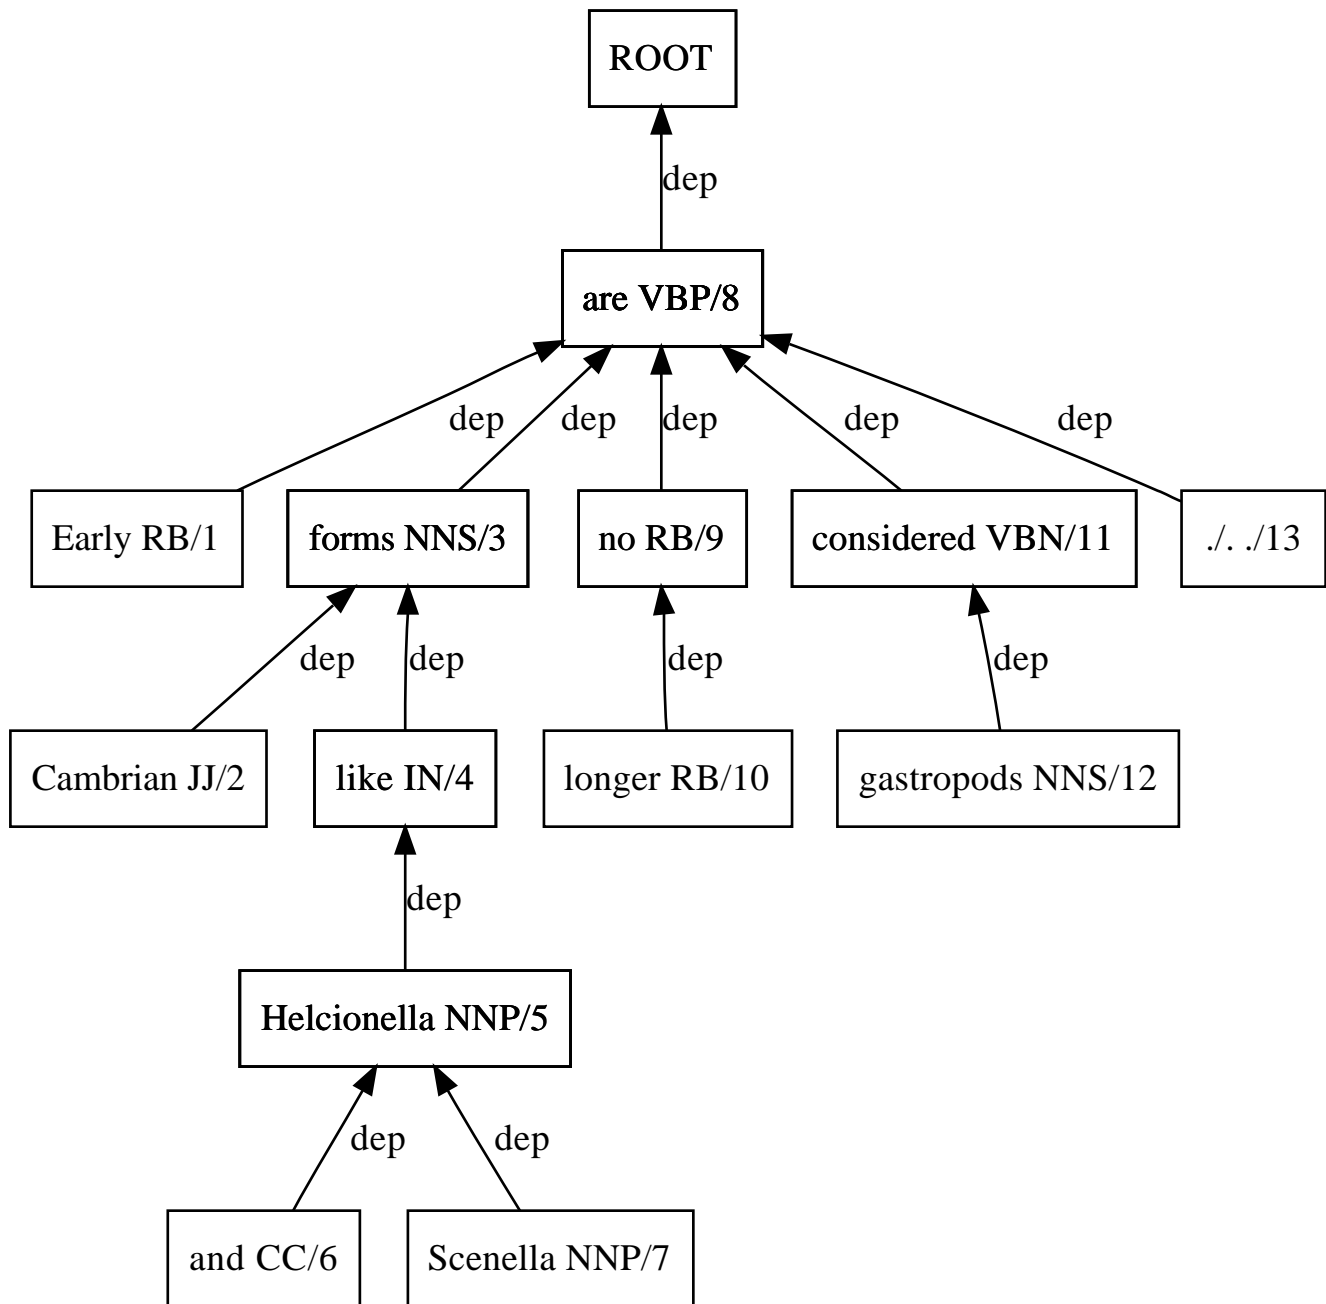 ROOT
dep
are VBP/8
dep dep dep dep dep
Early RB/1 forms NNS/3 no RB/9 considered VBN/11 ./. ./13
dep dep dep dep
Cambrian JJ/2 like IN/4 longer RB/10 gastropods NNS/12
dep
Helcionella NNP/5
dep dep
and CC/6 Scenella NNP/7